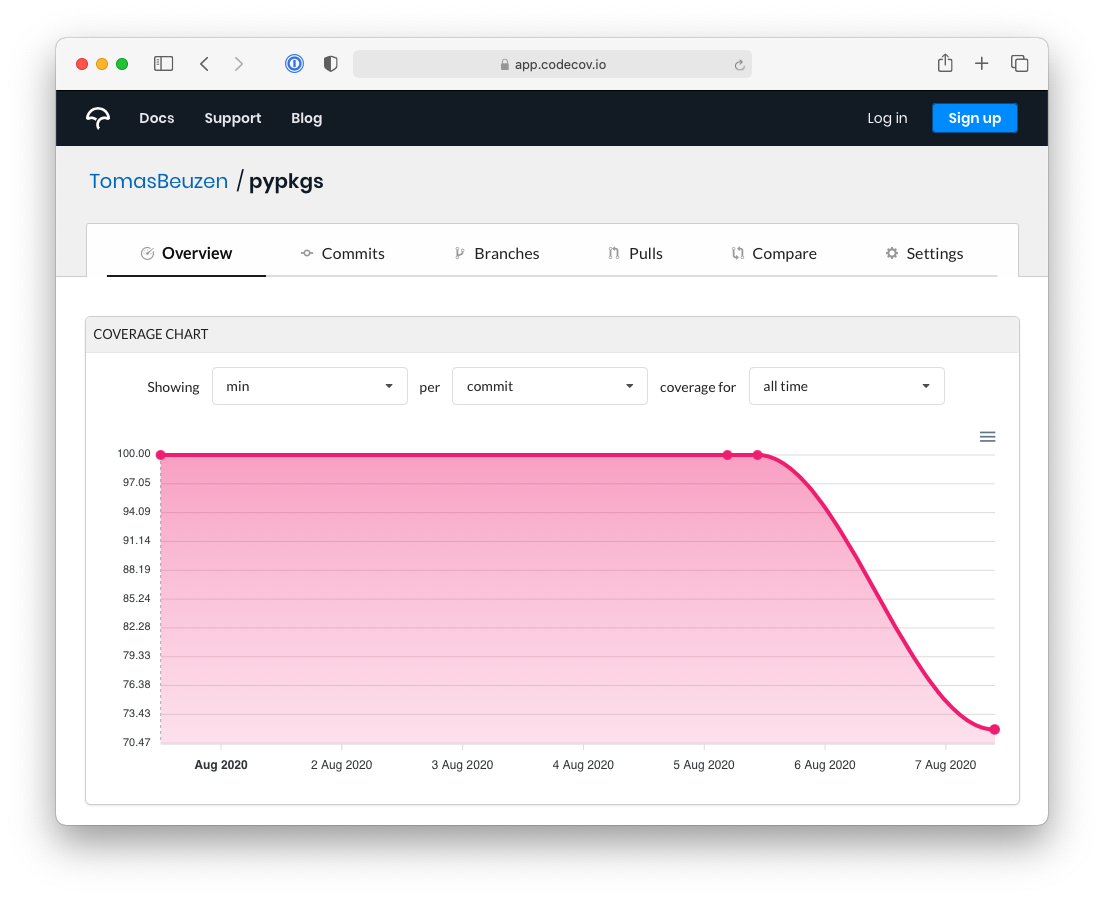 app.codecov.io
Docs Support Blog Log in Sign up
TomasBeuzen / pypkgs
Overview Commits Branches Pulls Compare Settings
COVERAGE CHART
Showing min per commit coverage for all time
100.00
97.05
94.09
91.14
88.19
85.24
82.28
79.33
76.38
73.43
70.47
Aug 2020 2 Aug 2020 3 Aug 2020 4 Aug 2020 5 Aug 2020 6 Aug 2020 7 Aug 2020